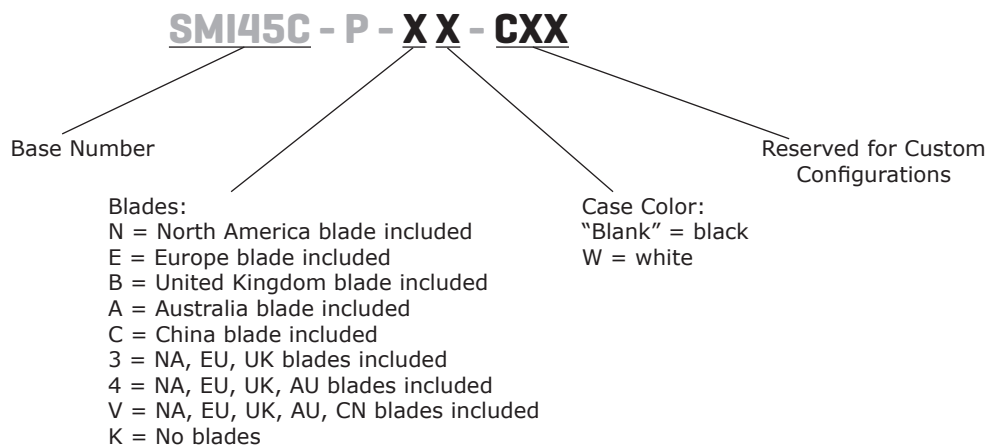 SMI45C - P - X X - CXX
Base Number
Reserved for Custom
Configurations
Blades:
N = North America blade included
E = Europe blade included
B = United Kingdom blade included
A = Australia blade included
C = China blade included
3 = NA, EU, UK blades included
4 = NA, EU, UK, AU blades included
V = NA, EU, UK, AU, CN blades included
K = No blades
Case Color:
“Blank” = black
W = white